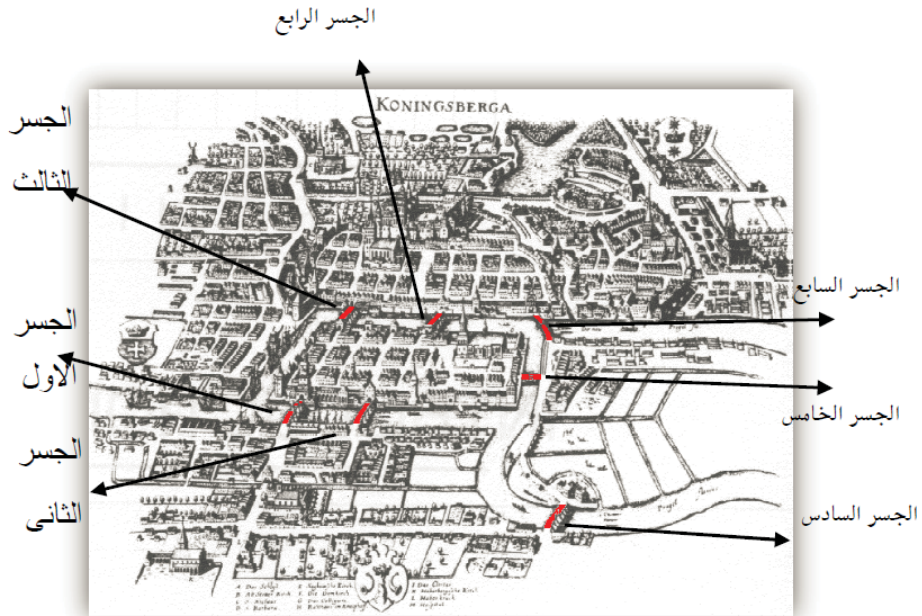 الجسر الرابع
KONINGSBERGA
الجسر
الثالث
الجسر السابع
الجسر
الاول
الجسر الخامس
الجسر
الثانى
الجسر السادس